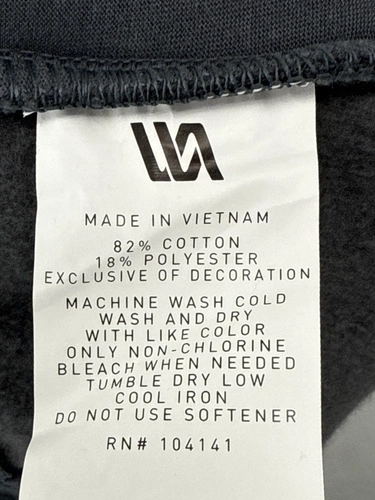 MADE IN VIETNAM
82% COTTON
18% POLYESTER
EXCLUSIVE OF DECORATION
MACHINE WASH COLD
WASH AND DRY
WITH LIKE COLOR
ONLY NON-CHLORINE
BLEACH WHEN NEEDED
TUMBLE DRY LOW
COOL IRON
DO NOT USE SOFTENER
RN# 104141